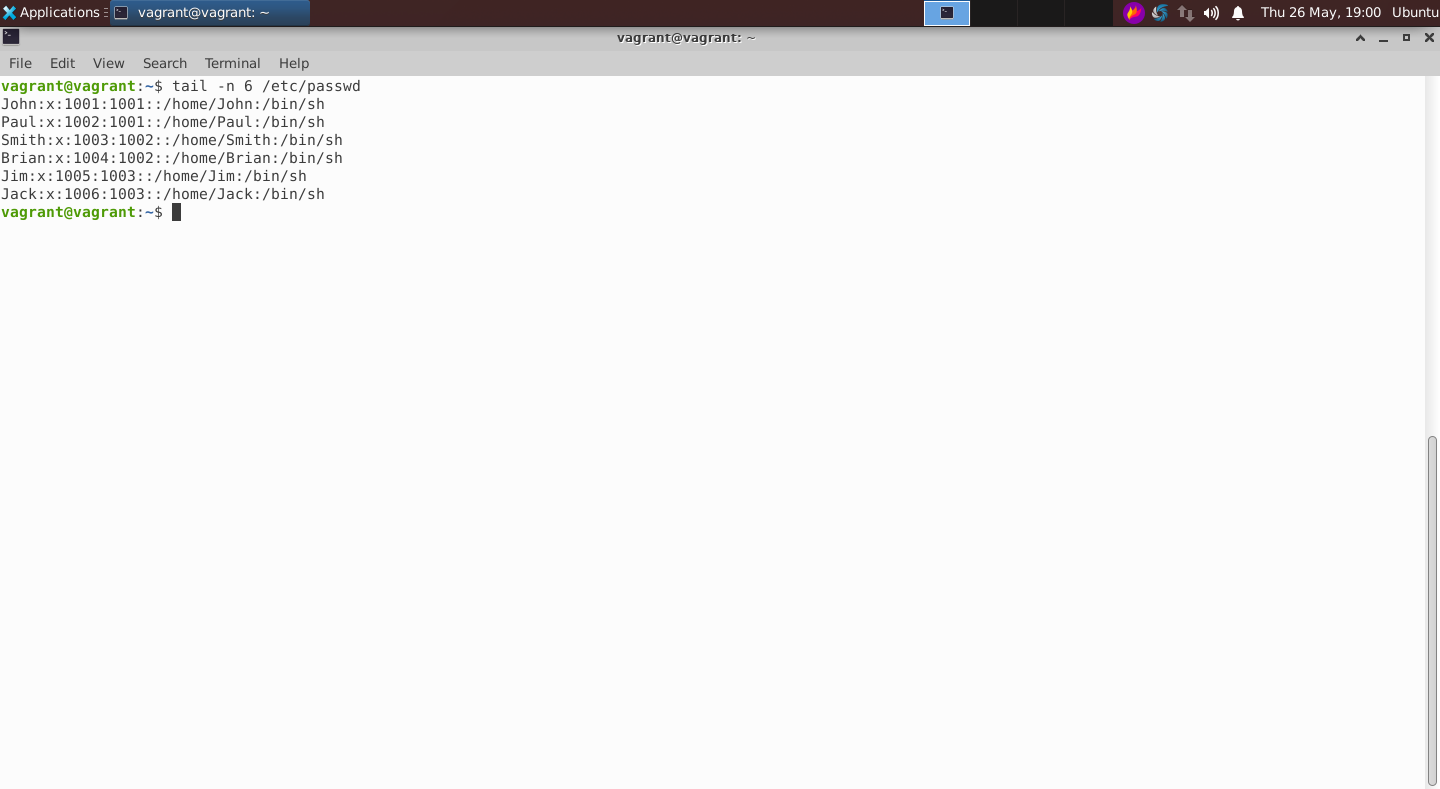 Applications vagrant@vagrant: ~ Thu 26 May, 19:00 Ubuntu
vagrant@vagrant: ~
File Edit View Search Terminal Help
vagrant@vagrant:~$ tail -n 6 /etc/passwd
John:x:1001:1001::/home/John:/bin/sh
Paul:x:1002:1001::/home/Paul:/bin/sh
Smith:x:1003:1002::/home/Smith:/bin/sh
Brian:x:1004:1002::/home/Brian:/bin/sh
Jim:x:1005:1003::/home/Jim:/bin/sh
Jack:x:1006:1003::/home/Jack:/bin/sh
vagrant@vagrant:~$